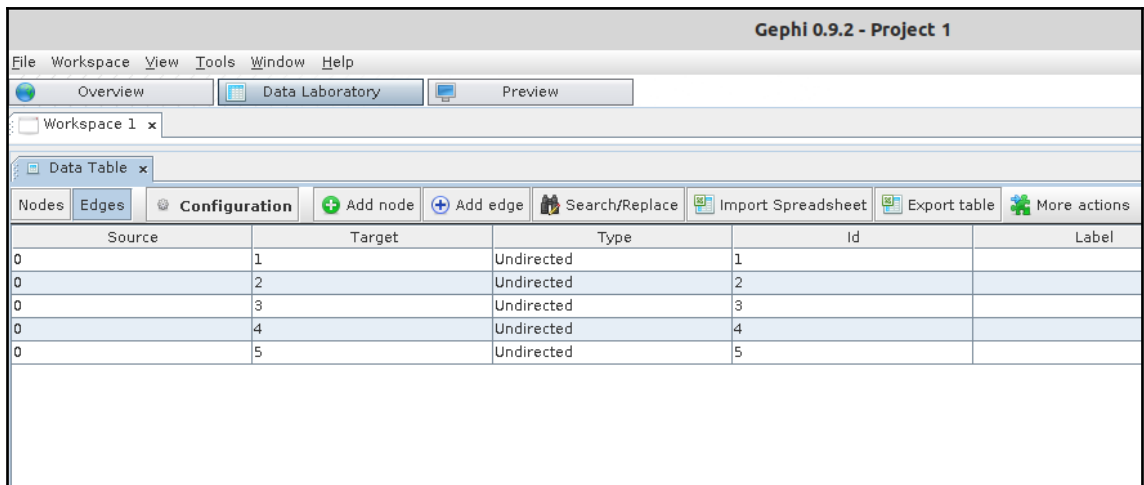 Gephi 0.9.2 - Project 1
File Workspace View Tools Window Help
Overview Data Laboratory Preview
Workspace 1 x
Data Table x
Nodes Edges Configuration Add node Add edge Search/Replace Import Spreadsheet Export table More actions
Source Target Type Id Label
0 1 Undirected 1
0 2 Undirected 2
0 3 Undirected 3
0 4 Undirected 4
0 5 Undirected 5